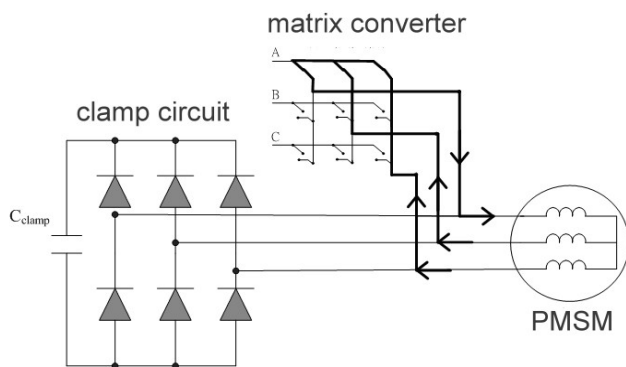 matrix converter
A
B
C
clamp circuit
Cclamp
PMSM